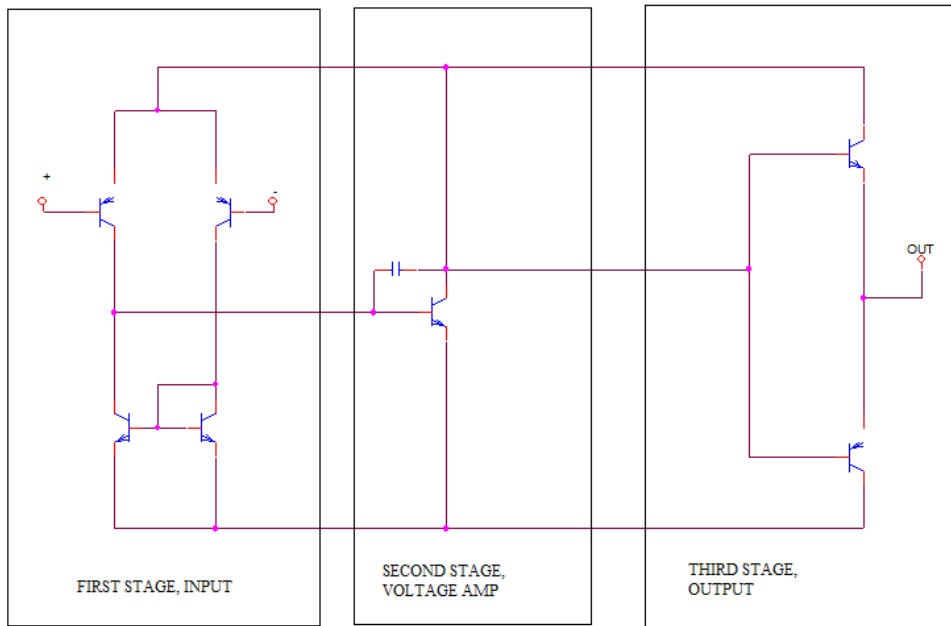 +
-
OUT
FIRST STAGE, INPUT
SECOND STAGE,
VOLTAGE AMP
THIRD STAGE,
OUTPUT